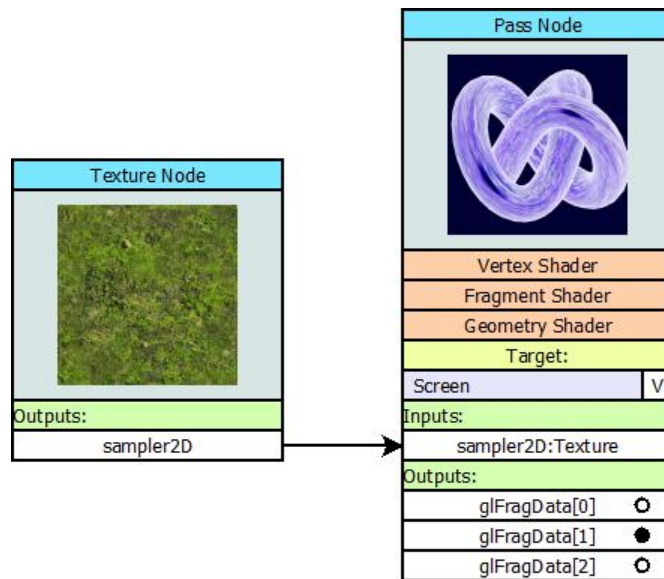 Texture Node
Outputs:
sampler2D
Pass Node
Vertex Shader
Fragment Shader
Geometry Shader
Target:
Screen V
Inputs:
sampler2D:Texture
Outputs:
glFragData[0]
glFragData[1]
glFragData[2]